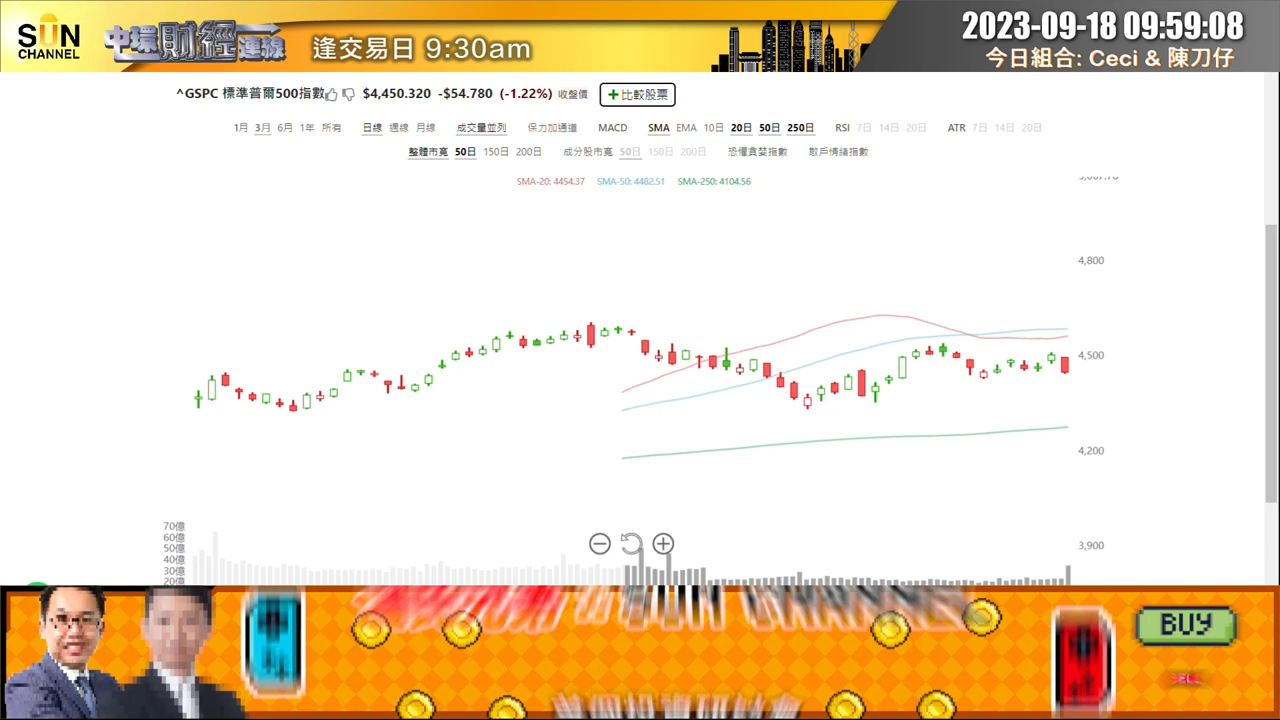 SUN
CHANNEL
中環財經連線
逢交易日 9:30am
2023-09-18 09:59:08
今日組合: Ceci & 陳刀仔
^GSPC 標準普爾500指數 $4,450.320 -$54.780 (-1.22%) 收盤價 +比較股票
1月 3月 6月 1年 所有 日線 週線 月線 成交量並列 保力加通道 MACD SMA EMA 10日 20日 50日 250日 RSI 7日 14日 20日 ATR 7日 14日 20日
整體市寬 50日 150日 200日 成分股市寬 50日 150日 200日 恐懼貪婪指數 散戶情緒指數
SMA-20: 4454.37 SMA-50: 4482.51 SMA-250: 4104.56
4,800
4,500
4,200
3,900
70億
60億
50億
40億
30億
20億
BUY
SELL